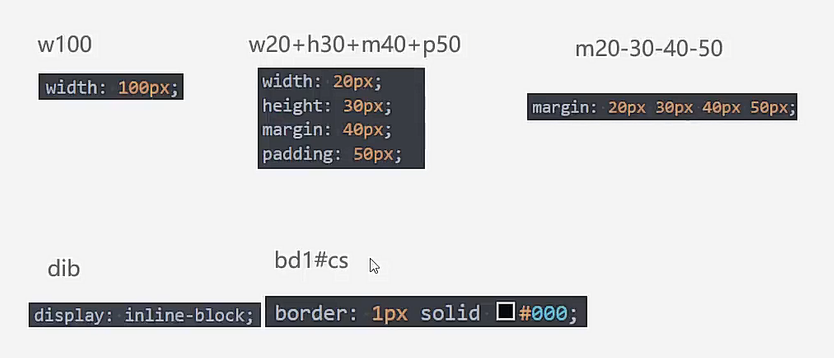 w100
width: 100px;
w20+h30+m40+p50
width: 20px;
height: 30px;
margin: 40px;
padding: 50px;
m20-30-40-50
margin: 20px 30px 40px 50px;
dib
display: inline-block;
bd1#cs
border: 1px solid #000;